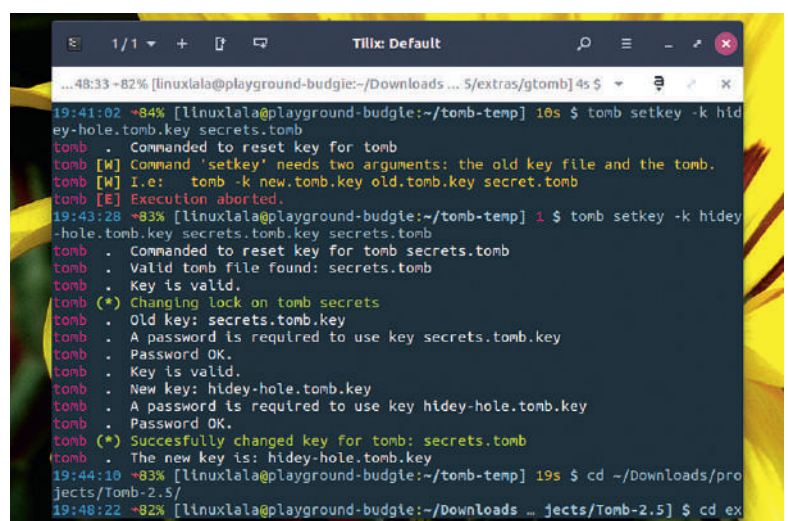 1/1 Tilix: Default
...48:33 ⌁82% [linuxlala@playground-budgie:~/Downloads ... 5/extras/gtomb] 4s $
19:41:02 ⌁84% [linuxlala@playground-budgie:~/tomb-temp] 10s $ tomb setkey -k hid
ey-hole.tomb.key secrets.tomb
tomb  .  Commanded to reset key for tomb
tomb [W] Command 'setkey' needs two arguments: the old key file and the tomb.
tomb [W] I.e:   tomb -k new.tomb.key old.tomb.key secret.tomb
tomb [E] Execution aborted.
19:43:28 ⌁83% [linuxlala@playground-budgie:~/tomb-temp] 1 $ tomb setkey -k hidey
-hole.tomb.key secrets.tomb.key secrets.tomb
tomb  .  Commanded to reset key for tomb secrets.tomb
tomb  .  Valid tomb file found: secrets.tomb
tomb  .  Key is valid.
tomb (*) Changing lock on tomb secrets
tomb  .  Old key: secrets.tomb.key
tomb  .  A password is required to use key secrets.tomb.key
tomb  .  Password OK.
tomb  .  Key is valid.
tomb  .  New key: hidey-hole.tomb.key
tomb  .  A password is required to use key hidey-hole.tomb.key
tomb  .  Password OK.
tomb (*) Succesfully changed key for tomb: secrets.tomb
tomb  .  The new key is: hidey-hole.tomb.key
19:44:10 ⌁83% [linuxlala@playground-budgie:~/tomb-temp] 19s $ cd ~/Downloads/pro
jects/Tomb-2.5/
19:48:22 ⌁82% [linuxlala@playground-budgie:~/Downloads … jects/Tomb-2.5] $ cd ex